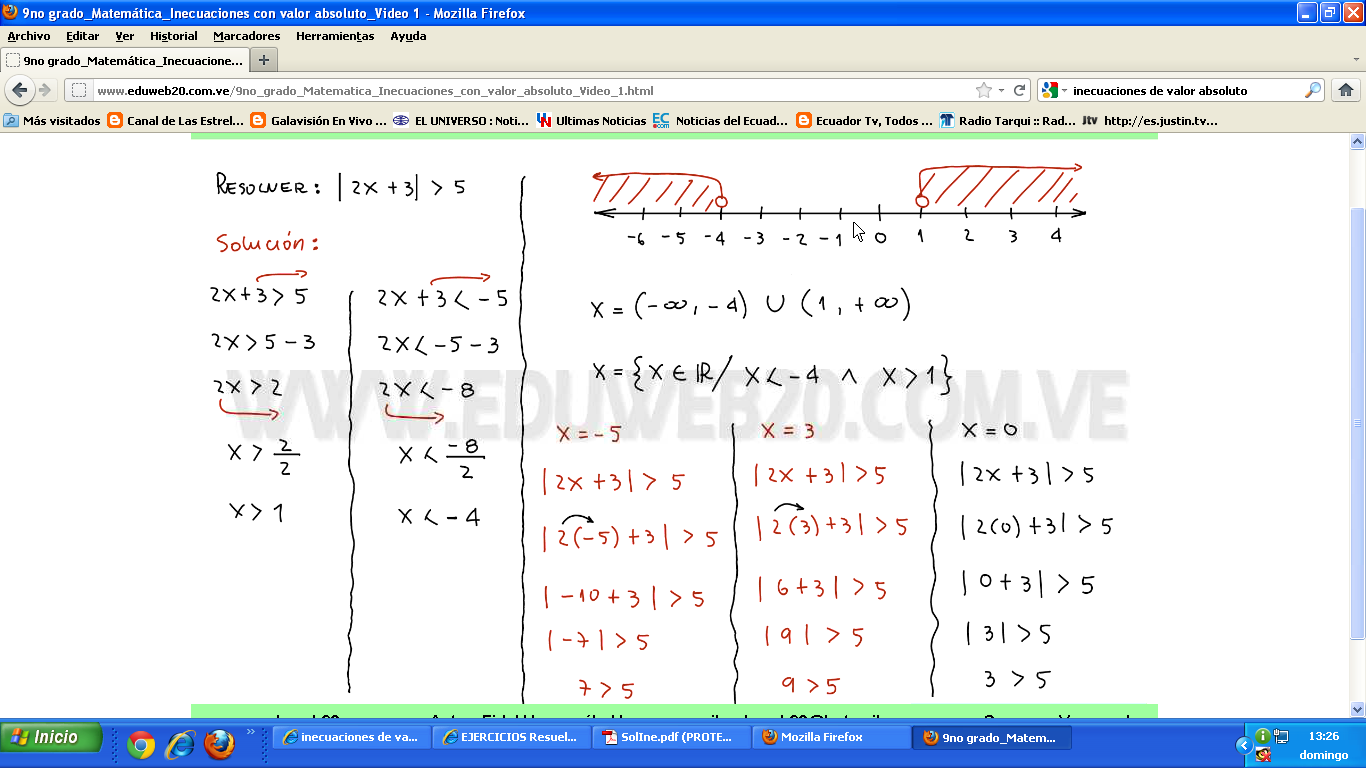 9no grado_Matemática_Inecuaciones con valor absoluto_Video 1 - Mozilla Firefox
Archivo Editar Ver Historial Marcadores Herramientas Ayuda
9no grado_Matemática_Inecuacione...
www.eduweb20.com.ve/9no_grado_Matematica_Inecuaciones_con_valor_absoluto_Video_1.html
inecuaciones de valor absoluto
Más visitados Canal de Las Estrel... Galavisión En Vivo ... EL UNIVERSO : Noti... Ultimas Noticias Noticias del Ecuad... Ecuador Tv, Todos ... Radio Tarqui :: Rad... http://es.justin.tv...
RESOLVER: |2x+3| > 5
Solución:
2x+3 > 5
2x > 5 - 3
2x > 2
x > 2/2
x > 1
2x + 3 < -5
2x < -5 - 3
2x < -8
x < -8/2
x < -4
-6 -5 -4 -3 -2 -1 0 1 2 3 4
x = (-∞, -4) ∪ (1, +∞)
x = {x ∈ ℝ / x < -4 ∧ x > 1}
WWW.EDUWEB20.COM.VE
x = -5
|2x + 3| > 5
|2(-5) + 3| > 5
|-10 + 3| > 5
|-7| > 5
7 > 5
x = 3
|2x + 3| > 5
|2(3) + 3| > 5
|6 + 3| > 5
|9| > 5
9 > 5
x = 0
|2x + 3| > 5
|2(0) + 3| > 5
|0 + 3| > 5
|3| > 5
3 > 5
Inicio
inecuaciones de va...
EJERCICIOS Resuel...
SolIne.pdf (PROTE...
Mozilla Firefox
9no grado_Matem...
13:26
domingo